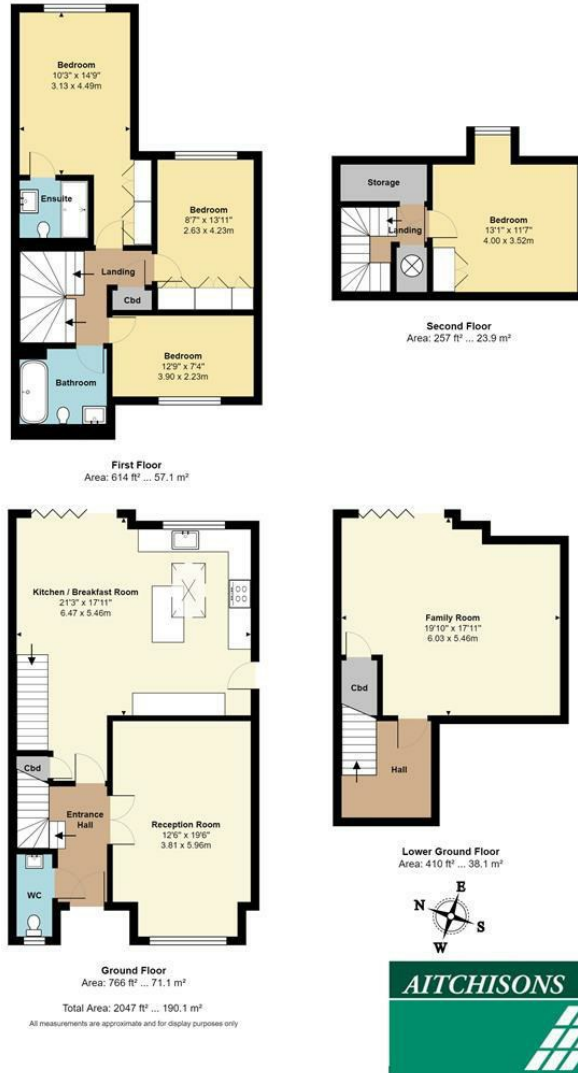 Bedroom
10'3" x 14'9"
3.13 x 4.49m
Ensuite
Bedroom
8'7" x 13'11"
2.63 x 4.23m
Landing
Cbd
Bedroom
12'9" x 7'4"
3.90 x 2.23m
Bathroom
First Floor
Area: 614 ft² ... 57.1 m²
Storage
Landing
Bedroom
13'1" x 11'7"
4.00 x 3.52m
Second Floor
Area: 257 ft² ... 23.9 m²
Kitchen / Breakfast Room
21'3" x 17'11"
6.47 x 5.46m
Cbd
Entrance
Hall
Reception Room
12'6" x 19'6"
3.81 x 5.96m
WC
Ground Floor
Area: 766 ft² ... 71.1 m²
Total Area: 2047 ft² ... 190.1 m²
All measurements are approximate and for display purposes only
Family Room
19'10" x 17'11"
6.03 x 5.46m
Cbd
Hall
Lower Ground Floor
Area: 410 ft² ... 38.1 m²
E
N
S
W
AITCHISONS